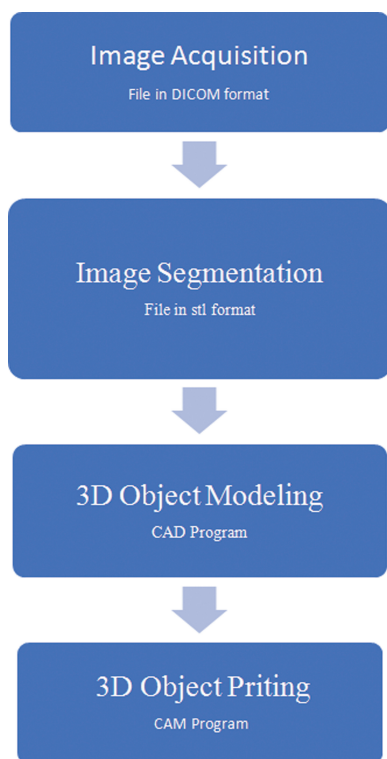 Image Acquisition
File in DICOM format
Image Segmentation
File in stl format
3D Object Modeling
CAD Program
3D Object Priting
CAM Program